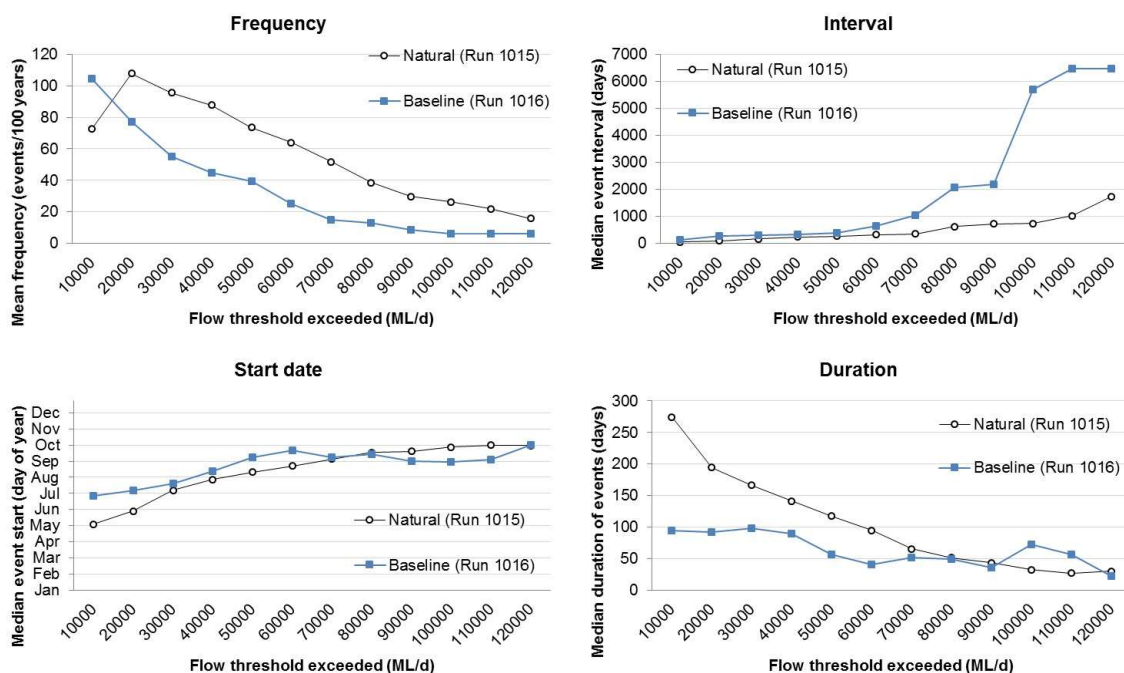 Frequency
Mean frequency (events/100 years)
120
100
80
60
40
20
0
Natural (Run 1015)
Baseline (Run 1016)
10000
20000
30000
40000
50000
60000
70000
80000
90000
100000
110000
120000
Flow threshold exceeded (ML/d)
Interval
Median event nterval (days)
7000
6000
5000
4000
3000
2000
1000
0
Natural (Run 1015)
Baseline (Run 1016)
10000
20000
30000
40000
50000
60000
70000
80000
90000
100000
110000
120000
Flow threshold exceeded (ML/d)
Start date
Median event start (day of year)
Dec
Nov
Oct
Sep
Aug
Jul
Jun
May
Apr
Mar
Feb
Jan
Natural (Run 1015)
Baseline (Run 1016)
10000
20000
30000
40000
50000
60000
70000
80000
90000
100000
110000
120000
Flow threshold exceeded (ML/d)
Duration
Median duration of events (days)
300
250
200
150
100
50
0
Natural (Run 1015)
Baseline (Run 1016)
10000
20000
30000
40000
50000
60000
70000
80000
90000
100000
110000
120000
Flow threshold exceeded (ML/d)